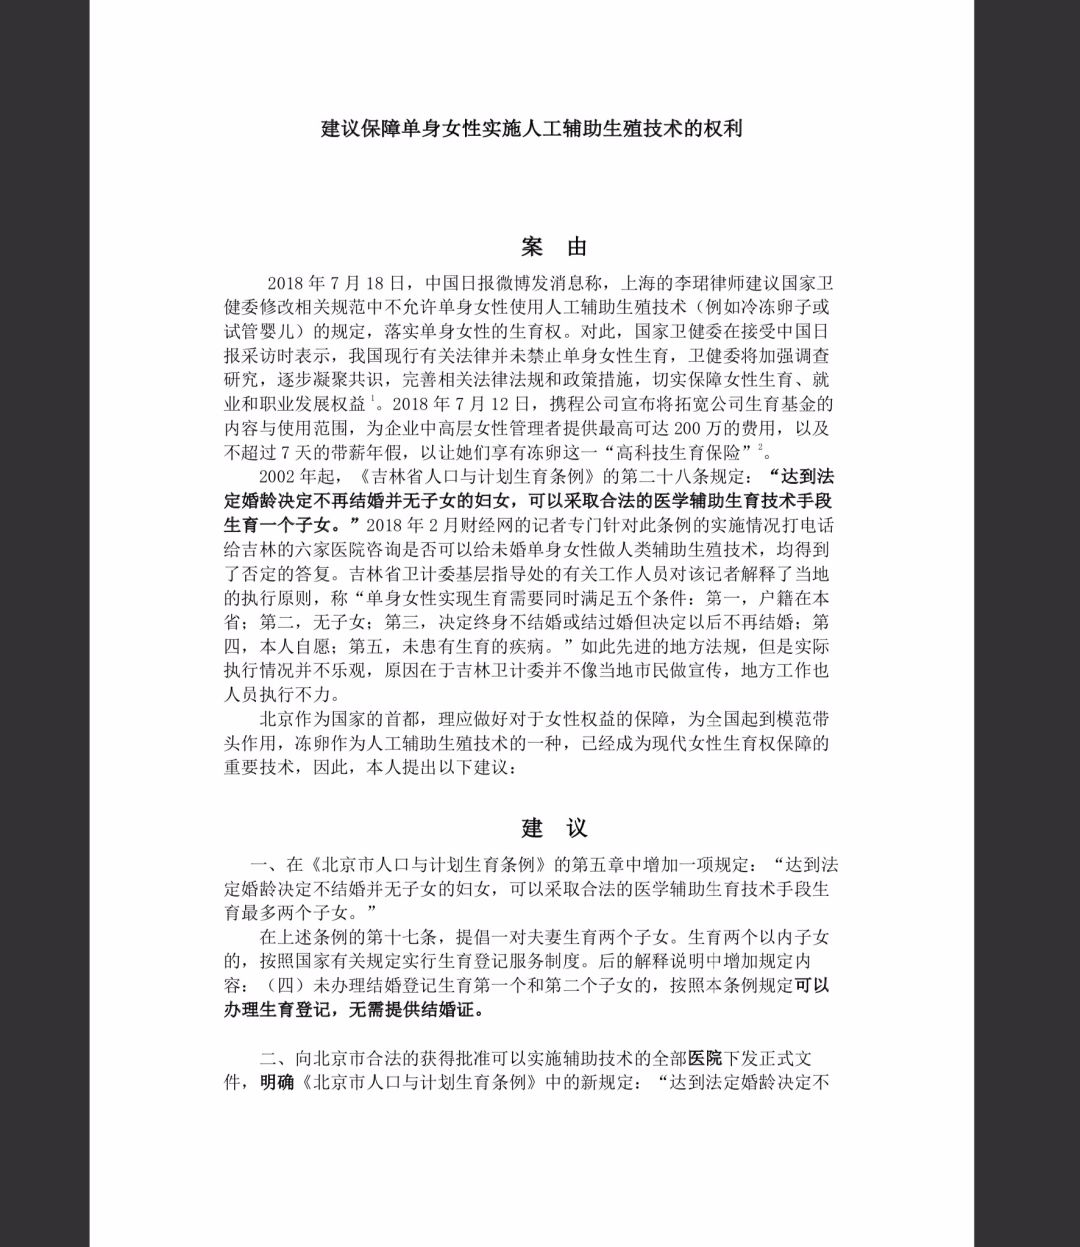 建议保障单身女性实施人工辅助生殖技术的权利
案 由
2018 年 7 月 18 日，中国日报微博发消息称，上海的李珺律师建议国家卫
健委修改相关规范中不允许单身女性使用人工辅助生殖技术（例如冷冻卵子或
试管婴儿）的规定，落实单身女性的生育权。对此，国家卫健委在接受中国日
报采访时表示，我国现行有关法律并未禁止单身女性生育，卫健委将加强调查
研究，逐步凝聚共识，完善相关法律法规和政策措施，切实保障女性生育、就
业和职业发展权益1。2018 年 7 月 12 日，携程公司宣布将拓宽公司生育基金的
内容与使用范围，为企业中高层女性管理者提供最高可达 200 万的费用，以及
不超过 7 天的带薪年假，以让她们享有冻卵这一“高科技生育保险”2。
2002 年起，《吉林省人口与计划生育条例》的第二十八条规定：“达到法
定婚龄决定不再结婚并无子女的妇女，可以采取合法的医学辅助生育技术手段
生育一个子女。”2018 年 2 月财经网的记者专门针对此条例的实施情况打电话
给吉林的六家医院咨询是否可以给未婚单身女性做人类辅助生殖技术，均得到
了否定的答复。吉林省卫计委基层指导处的有关工作人员对该记者解释了当地
的执行原则，称“单身女性实现生育需要同时满足五个条件：第一，户籍在本
省；第二，无子女；第三，决定终身不结婚或结过婚但决定以后不再结婚；第
四，本人自愿；第五，未患有生育的疾病。”如此先进的地方法规，但是实际
执行情况并不乐观，原因在于吉林卫计委并不像当地市民做宣传，地方工作也
人员执行不力。
北京作为国家的首都，理应做好对于女性权益的保障，为全国起到模范带
头作用，冻卵作为人工辅助生殖技术的一种，已经成为现代女性生育权保障的
重要技术，因此，本人提出以下建议：
建 议
一、在《北京市人口与计划生育条例》的第五章中增加一项规定：“达到法
定婚龄决定不结婚并无子女的妇女，可以采取合法的医学辅助生育技术手段生
育最多两个子女。”
在上述条例的第十七条，提倡一对夫妻生育两个子女。生育两个以内子女
的，按照国家有关规定实行生育登记服务制度。后的解释说明中增加规定内
容：（四）未办理结婚登记生育第一个和第二个子女的，按照本条例规定可以
办理生育登记，无需提供结婚证。
二、向北京市合法的获得批准可以实施辅助技术的全部医院下发正式文
件，明确《北京市人口与计划生育条例》中的新规定：“达到法定婚龄决定不